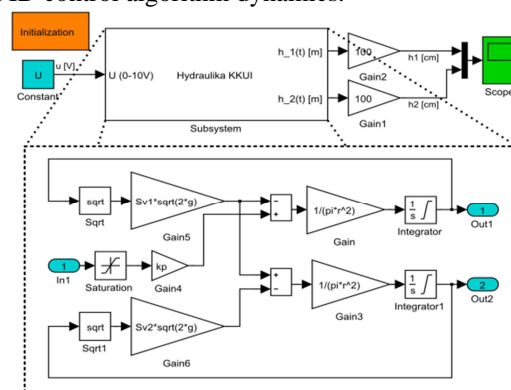 AID control algorithm dynamics.
Initialization
U
u [V]
Constant
U (0-10V)
Hydraulika KKUI
h_1(t) [m]
h_2(t) [m]
Subsystem
100
Gain2
100
Gain1
h1 [cm]
h2 [cm]
Scope
sqrt
Sqrt
Sv1*sqrt(2*g)
Gain5
1/(pi*r^2)
Gain
1
s
Integrator
1
Out1
1
In1
Saturation
kp
Gain4
1/(pi*r^2)
Gain3
1
s
Integrator1
2
Out2
sqrt
Sqrt1
Sv2*sqrt(2*g)
Gain6